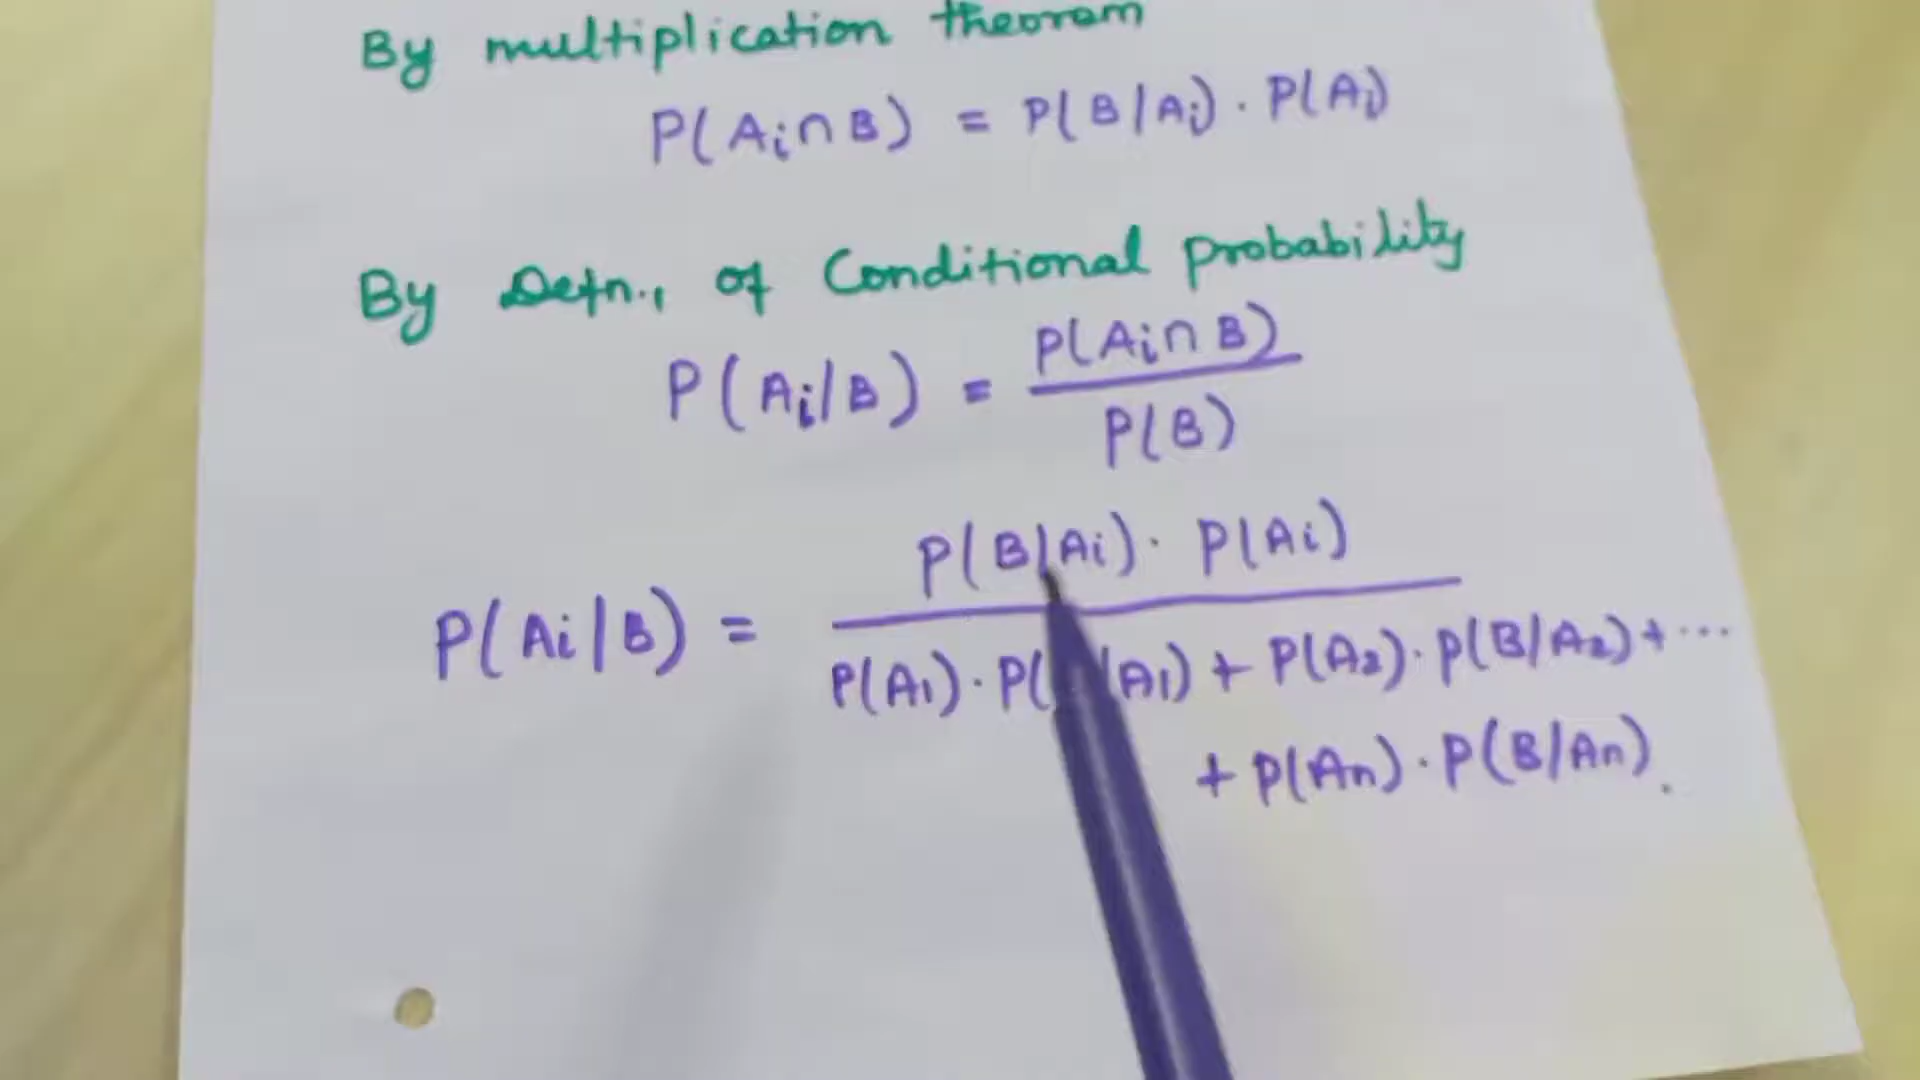 By multiplication theorem
P(Ai∩B) = P(B/Ai) · P(Ai)
By Defn., of Conditional probability
P(Ai/B) = P(Ai∩B)
P(B)
P(B/Ai) · P(Ai)
P(Ai/B) =
P(A1) · P( /A1) + P(A2) · P(B/A2) + ...
+ P(An) · P(B/An).